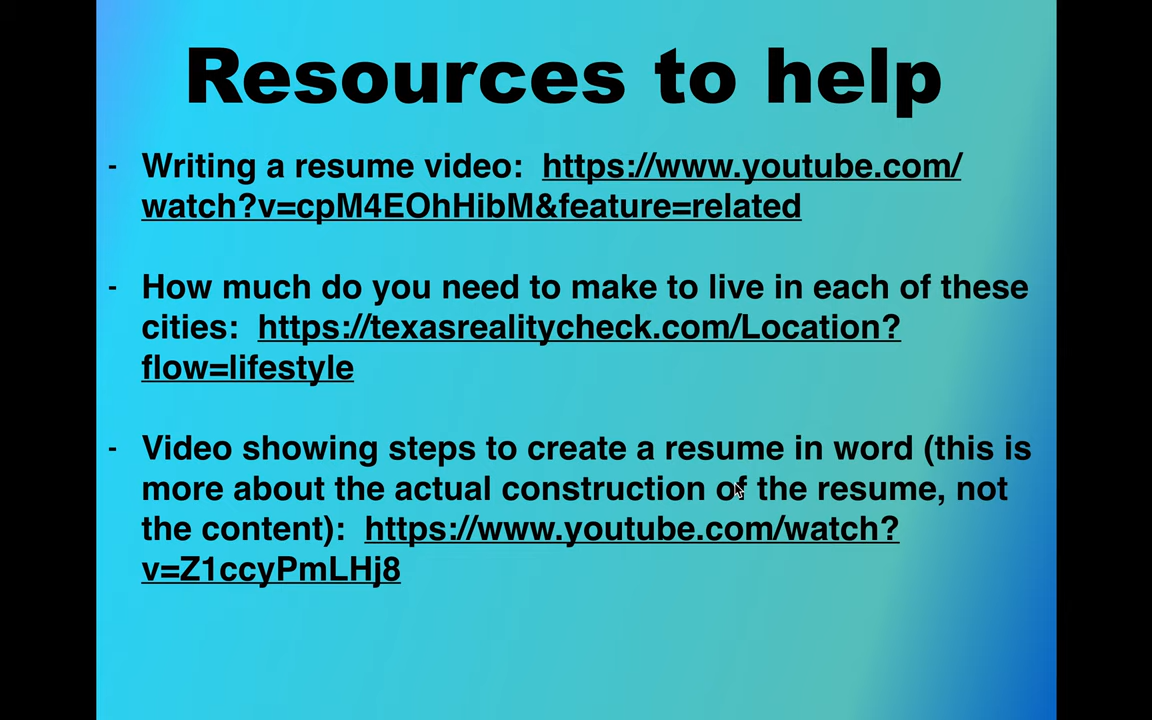 Resources to help
- Writing a resume video: https://www.youtube.com/
watch?v=cpM4EOhHibM&feature=related
- How much do you need to make to live in each of these
cities: https://texasrealitycheck.com/Location?
flow=lifestyle
- Video showing steps to create a resume in word (this is
more about the actual construction of the resume, not
the content): https://www.youtube.com/watch?
v=Z1ccyPmLHj8